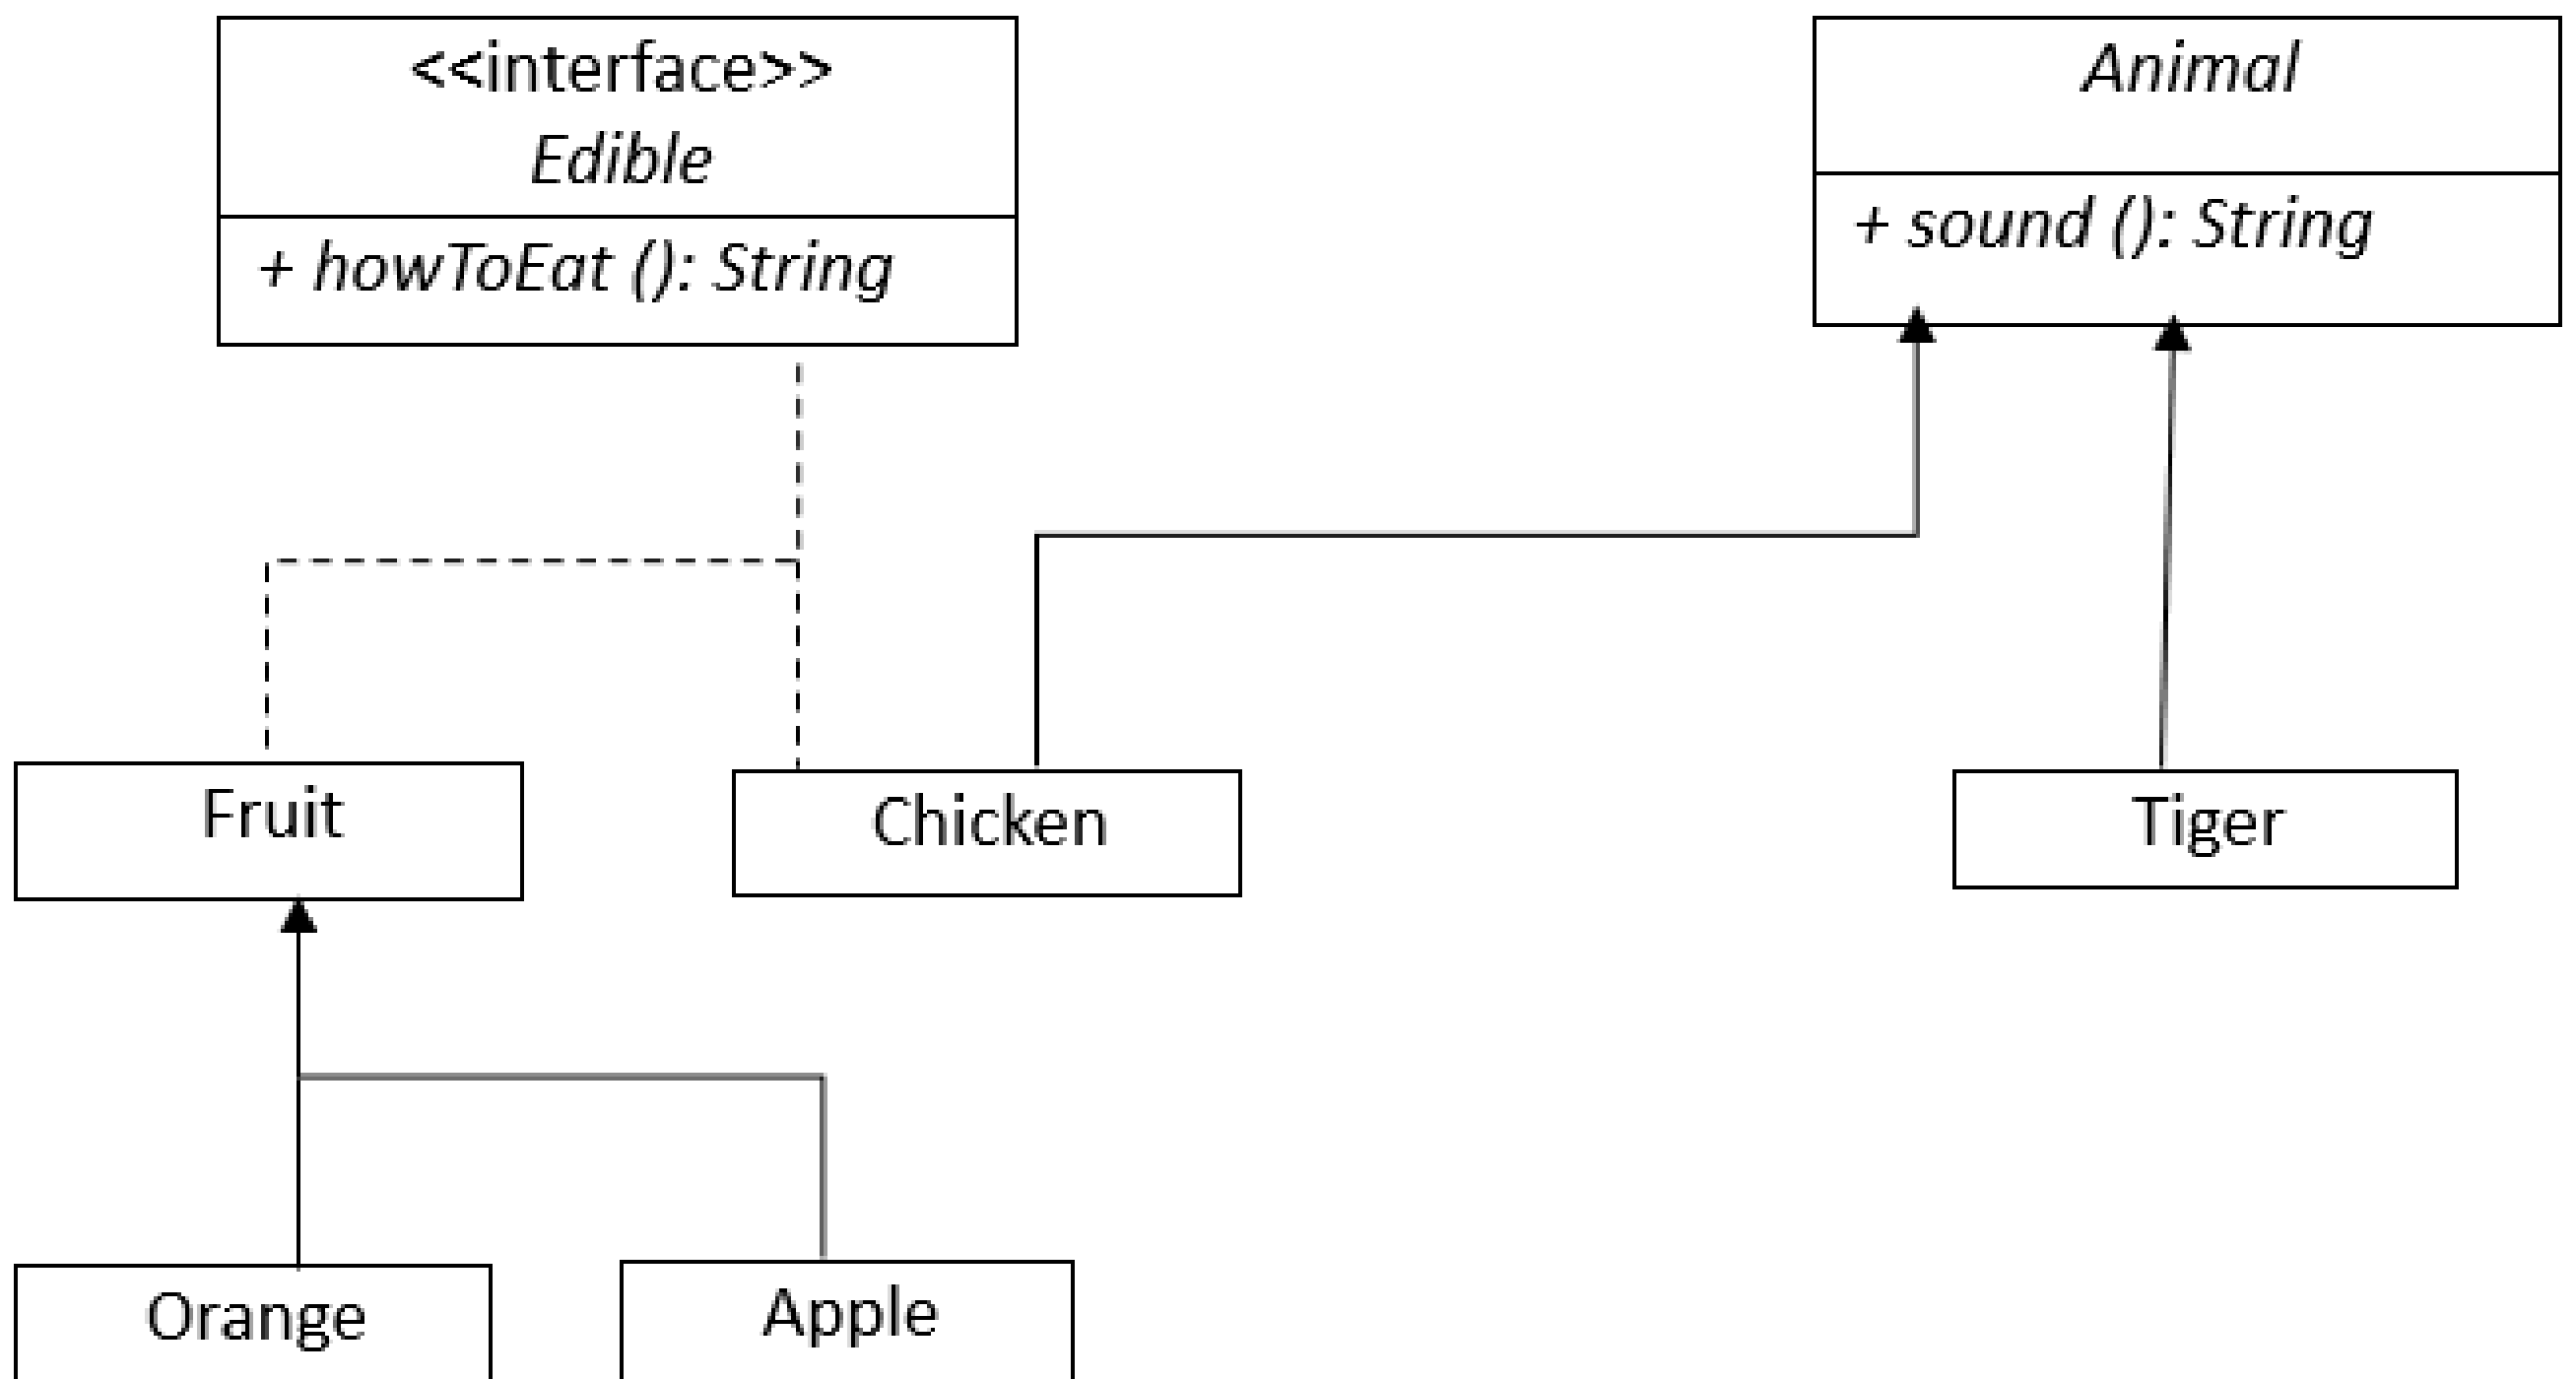 <<interface>>
Edible
+ howToEat (): String
Animal
+ sound (): String
Fruit
Chicken
Tiger
Orange
Apple